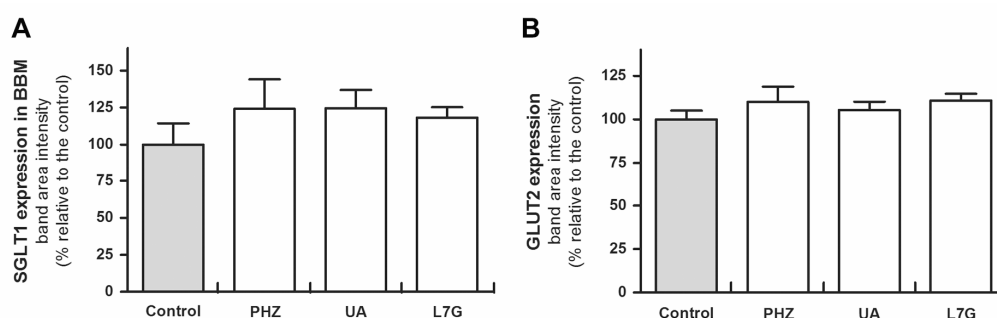 A
SGLT1 expression in BBM
band area intensity
(% relative to the control)
150
125
100
75
50
25
0
Control PHZ UA L7G
B
GLUT2 expression
band area intensity
(% relative to the control)
125
100
75
50
25
0
Control PHZ UA L7G